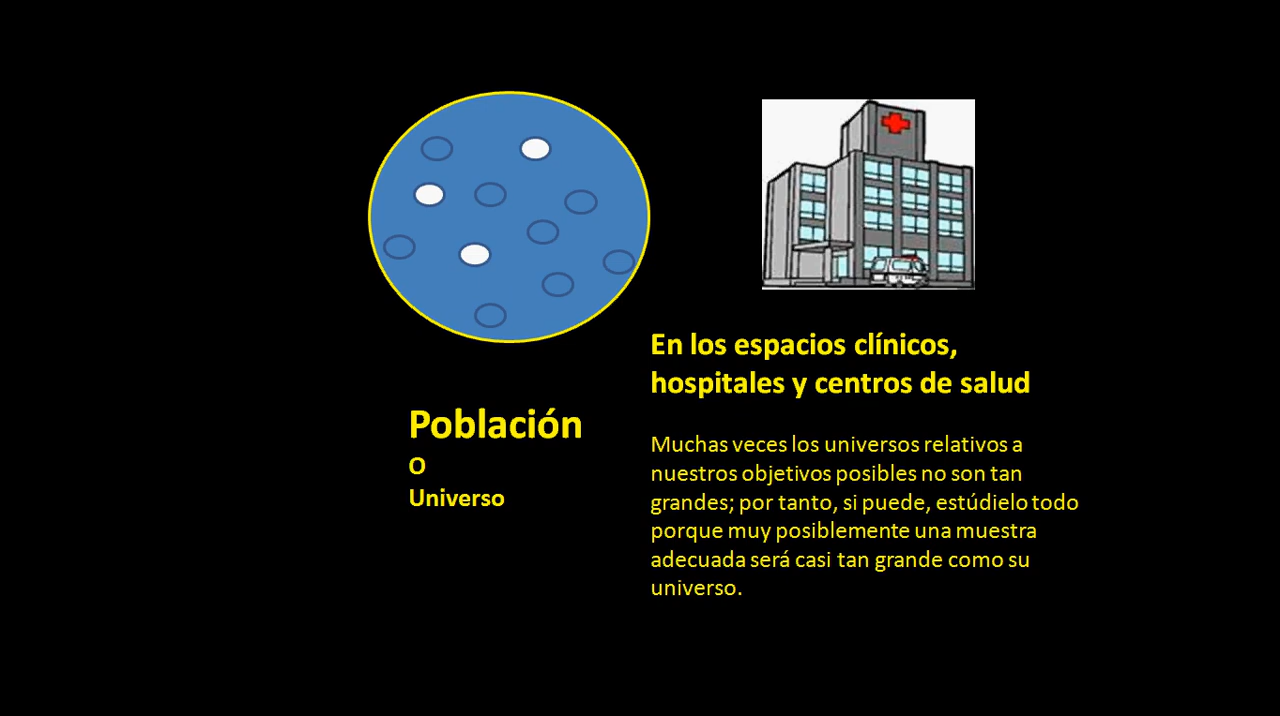 Población
O
Universo
En los espacios clínicos,
hospitales y centros de salud
Muchas veces los universos relativos a
nuestros objetivos posibles no son tan
grandes; por tanto, si puede, estúdielo todo
porque muy posiblemente una muestra
adecuada será casi tan grande como su
universo.